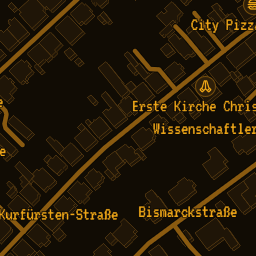 City Pizza
Erste Kirche Chris
Wissenschaftler
Kurfürsten-Straße
Bismarckstraße